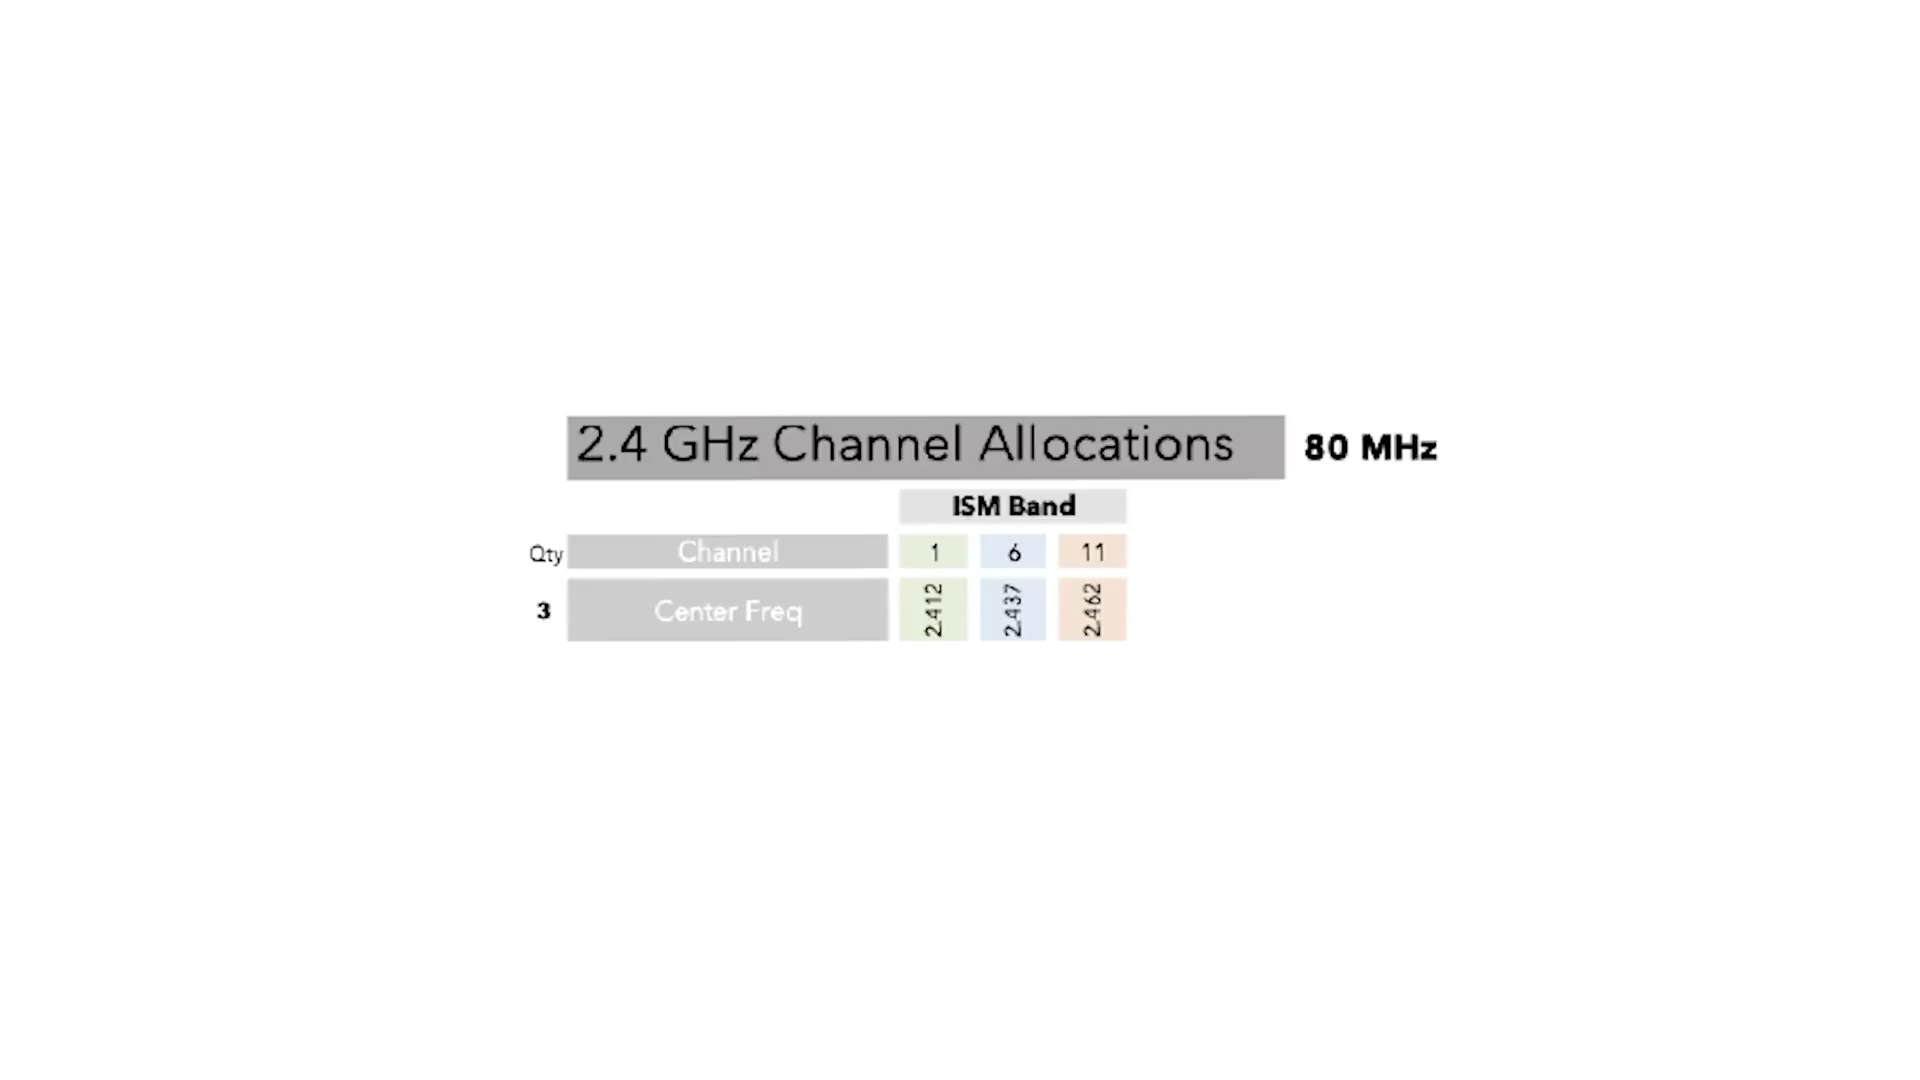 2.4 GHz Channel Allocations 80 MHz
ISM Band
Qty Channel 1 6 11
3 Center Freq 2.412 2.437 2.462